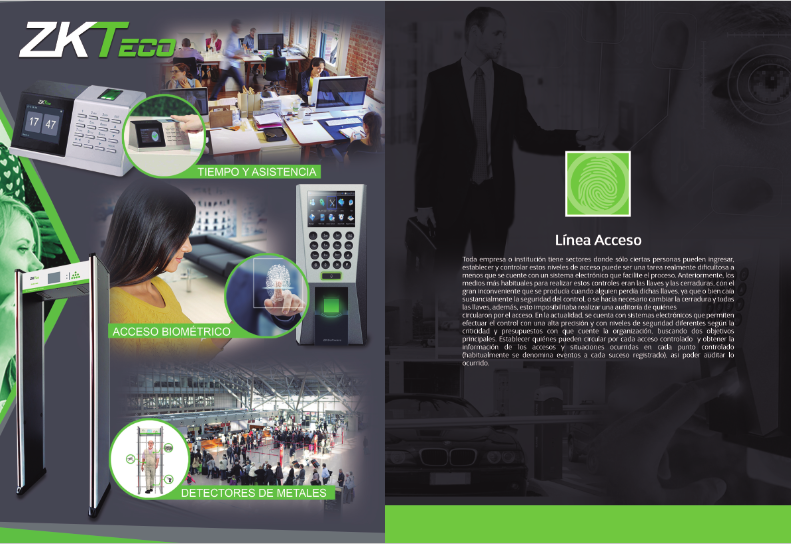 ZKTECO
ZKTeco
17 47
TIEMPO Y ASISTENCIA
ACCESO BIOMÉTRICO
ZKTeco
DETECTORES DE METALES
Línea Acceso
Toda empresa o institución tiene sectores donde sólo ciertas personas pueden ingresar,
establecer y controlar estos niveles de acceso puede ser una tarea realmente dificultosa a
menos que se cuente con un sistema electrónico que facilite el proceso. Anteriormente, los
medios más habituales para realizar estos controles eran las llaves y las cerraduras, con el
gran inconveniente que se producía cuando alguien perdía dichas llaves, ya que o bien caía
sustancialmente la seguridad del control, o se hacía necesario cambiar la cerradura y todas
las llaves, además, esto imposibilitaba realizar una auditoría de quiénes
circularon por el acceso. En la actualidad, se cuenta con sistemas electrónicos que permiten
efectuar el control con una alta precisión y con niveles de seguridad diferentes según la
criticidad y presupuestos con que cuente la organización, buscando dos objetivos
principales. Establecer quiénes pueden circular por cada acceso controlado y obtener la
información de los accesos y situaciones ocurridas en cada punto controlado
(habitualmente se denomina eventos a cada suceso registrado), así poder auditar lo
ocurrido.